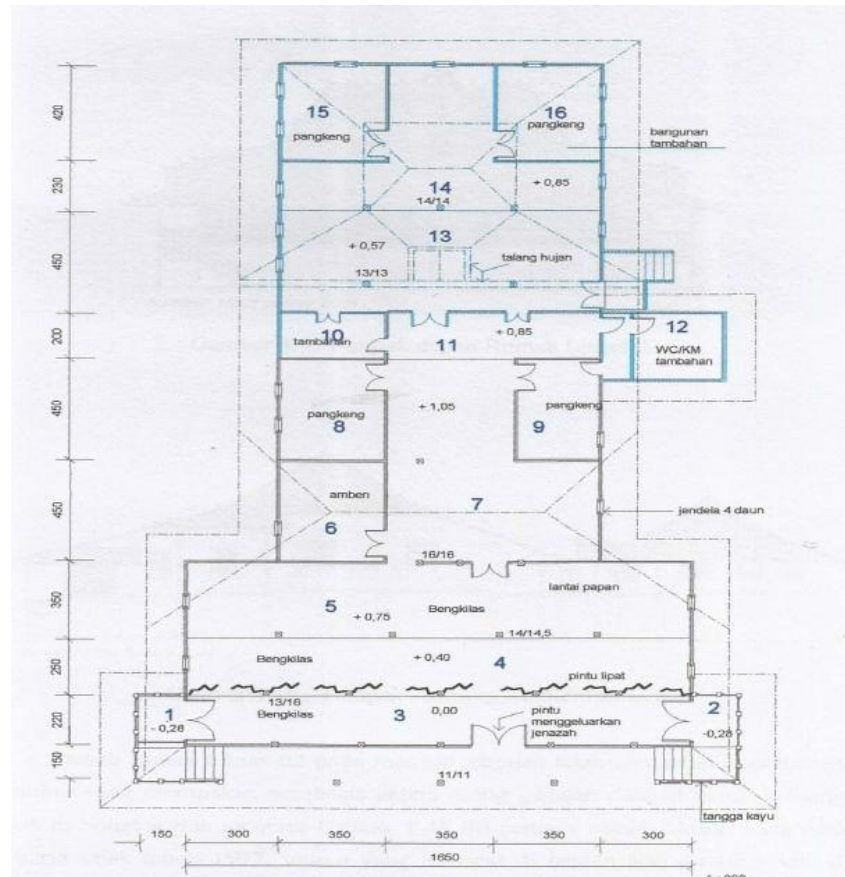 420
15
pangkeng
16
pangkeng
bangunan
tambahan
230
14
14/14
+ 0,85
450
13
+ 0,57
talang hujan
13/13
200
10
tambahan
11
+ 0,85
12
WC/KM
tambahan
450
pangkeng
8
+ 1,05
pangkeng
9
450
amben
6
7
jendela 4 daun
16/16
350
5
lantai papan
Bengkilas
+ 0,75
14/14,5
250
Bengkilas
+ 0,40
4
pintu lipat
220
1
- 0,28
13/16
Bengkilas
3
0,00
pintu
menggeluarkan
jenazah
2
-0,28
150
11/11
tangga kayu
150
300
350
350
350
300
1650